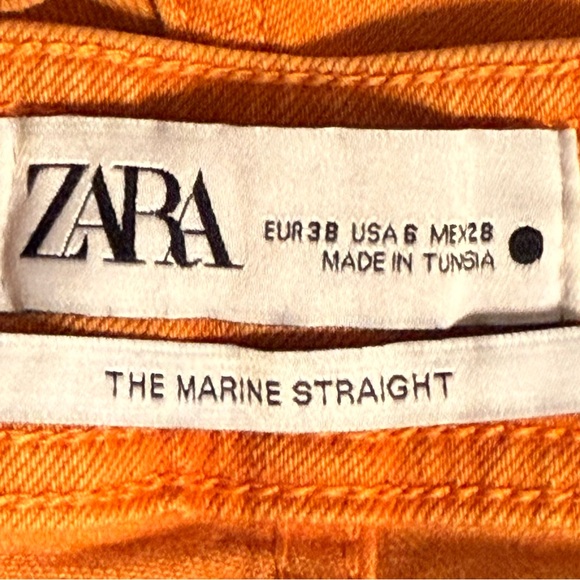 ZARA
EUR 38 USA 6 MEX 28
MADE IN TUNSIA
THE MARINE STRAIGHT